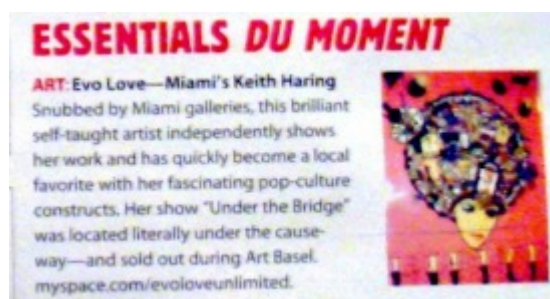 ESSENTIALS DU MOMENT
ART: Evo Love—Miami's Keith Haring
Snubbed by Miami galleries, this brilliant
self-taught artist independently shows
her work and has quickly become a local
favorite with her fascinating pop-culture
constructs. Her show "Under the Bridge"
was located literally under the cause-
way—and sold out during Art Basel.
myspace.com/evoloveunlimited.